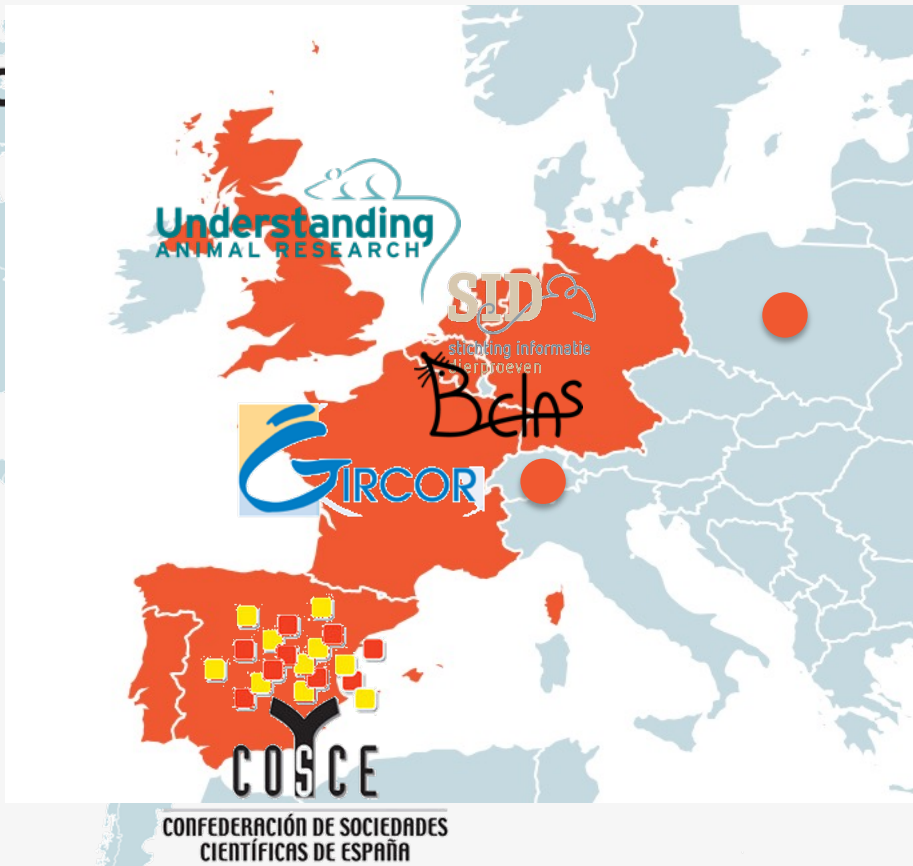 Understanding
ANIMAL RESEARCH
SID
stichting informatie
dierproeven
Belas
GIRCOR
COSCE
CONFEDERACIÓN DE SOCIEDADES
CIENTÍFICAS DE ESPAÑA